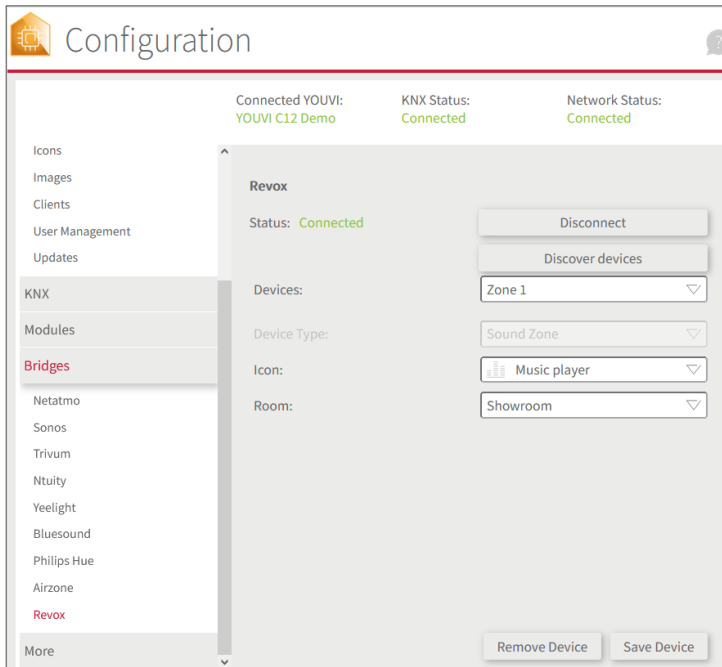 Configuration
?
Connected YOUVI: KNX Status: Network Status:
YOUVI C12 Demo Connected Connected
Icons
Images
Clients
User Management
Updates
KNX
Modules
Bridges
Netatmo
Sonos
Trivum
Ntuity
Yeelight
Bluesound
Philips Hue
Airzone
Revox
More
Revox
Status: Connected Disconnect
Discover devices
Devices: Zone 1
Device Type: Sound Zone
Icon: Music player
Room: Showroom
Remove Device Save Device